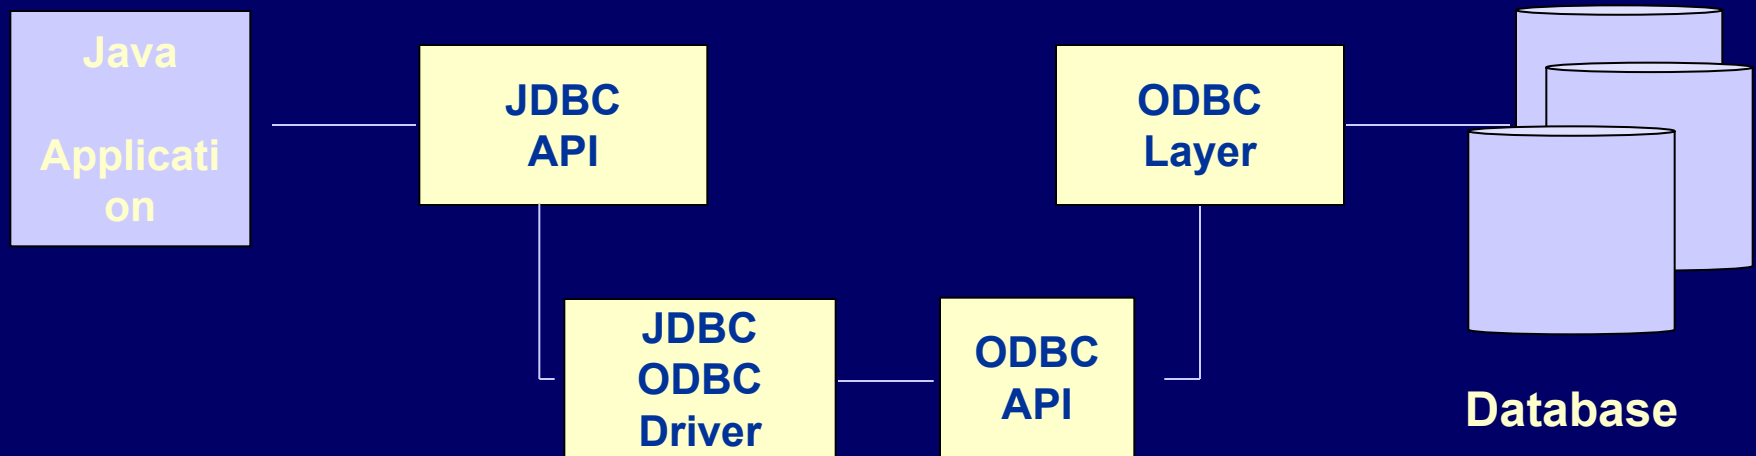 Java
Applicati
on
JDBC
API
JDBC
ODBC
Driver
ODBC
API
ODBC
Layer
Database